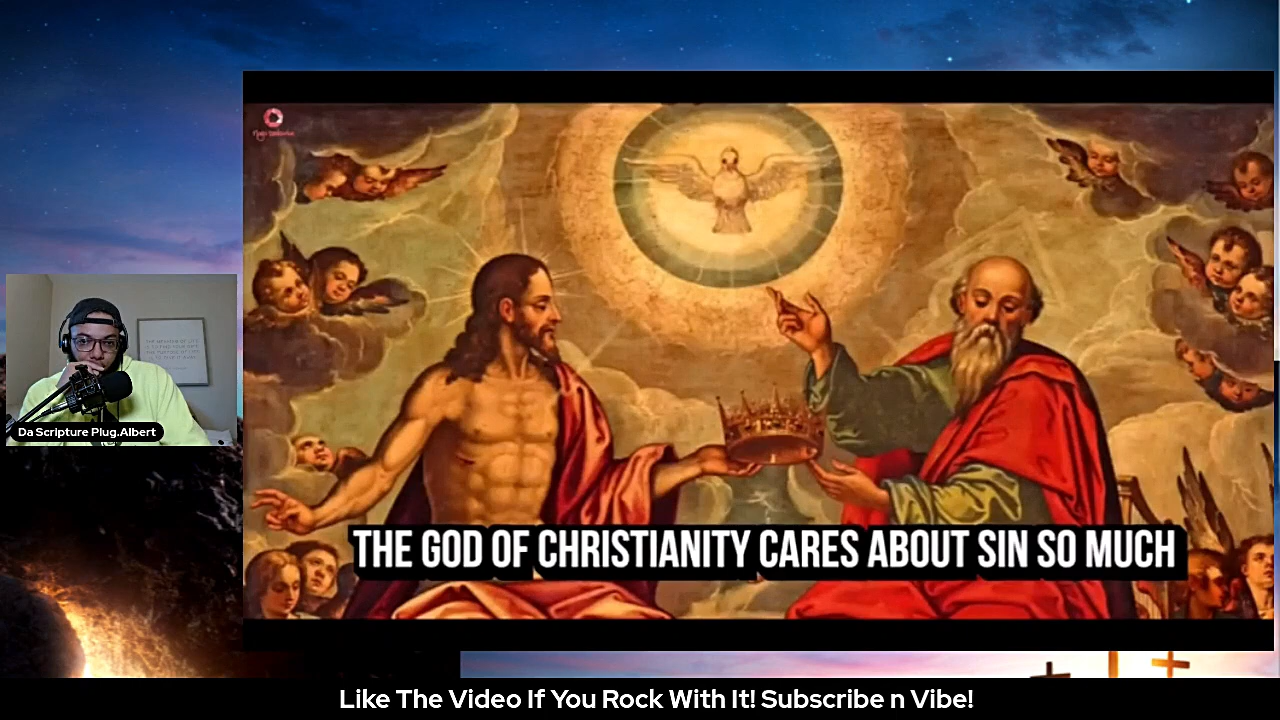 THE GOD OF CHRISTIANITY CARES ABOUT SIN SO MUCH
Da Scripture Plug.Albert
Like The Video If You Rock With It! Subscribe n Vibe!